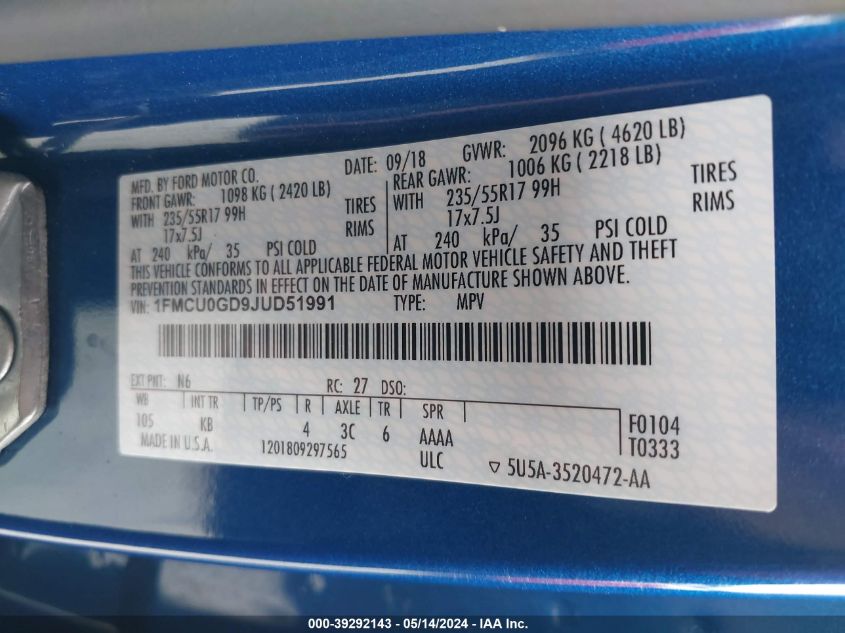 MFD. BY FORD MOTOR CO. DATE: 09/18 GVWR: 2096 KG ( 4620 LB)
FRONT GAWR: 1098 KG ( 2420 LB) REAR GAWR: 1006 KG ( 2218 LB)
WITH 235/55R17 99H TIRES WITH 235/55R17 99H TIRES
17x7.5J RIMS 17x7.5J RIMS
AT 240 kPa/ 35 PSI COLD AT 240 kPa/ 35 PSI COLD
THIS VEHICLE CONFORMS TO ALL APPLICABLE FEDERAL MOTOR VEHICLE SAFETY AND THEFT
PREVENTION STANDARDS IN EFFECT ON THE DATE OF MANUFACTURE SHOWN ABOVE.
VIN: 1FMCU0GD9JUD51991 TYPE: MPV
EXT PNT: N6 RC: 27 DSO:
WB INT TR TP/PS R AXLE TR SPR
105 KB 4 3C 6 AAAA F0104
MADE IN U.S.A. 1201809297565 ULC T0333
▽ 5U5A-3520472-AA
000-39292143 - 05/14/2024 - IAA Inc.